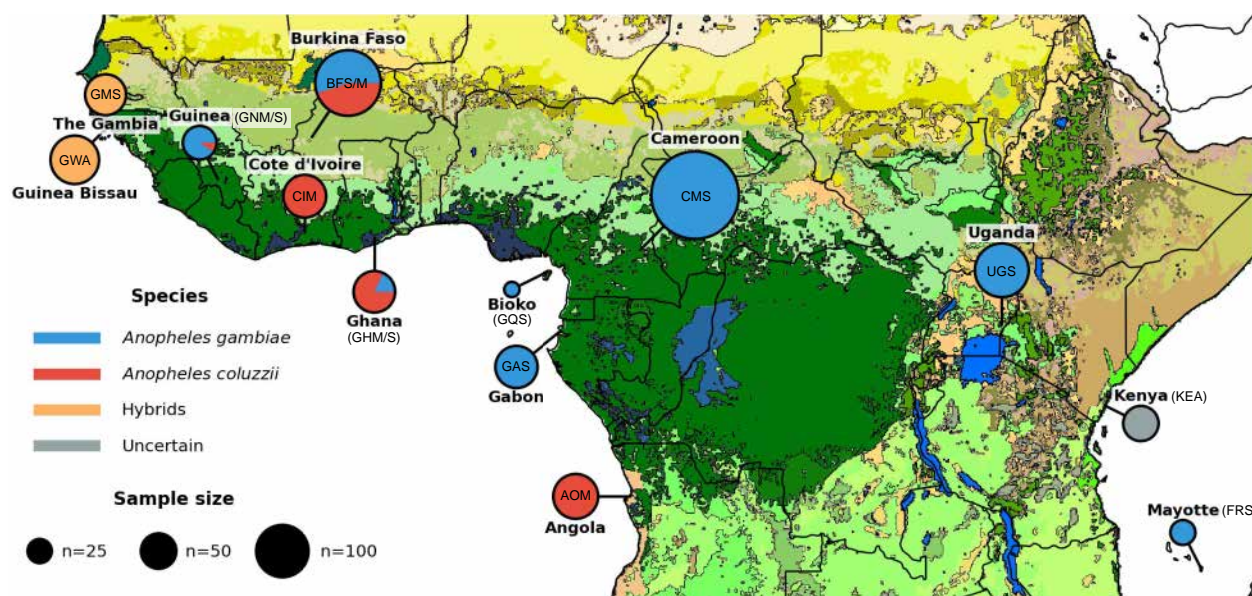 Burkina Faso
BFS/M
GMS
The Gambia
Guinea (GNM/S)
GWA
Guinea Bissau
Cote d'Ivoire
CIM
Cameroon
CMS
Uganda
UGS
Ghana
(GHM/S)
Bioko
(GQS)
GAS
Gabon
Kenya (KEA)
AOM
Angola
Mayotte (FRS
Species
Anopheles gambiae
Anopheles coluzzii
Hybrids
Uncertain
Sample size
n=25
n=50
n=100